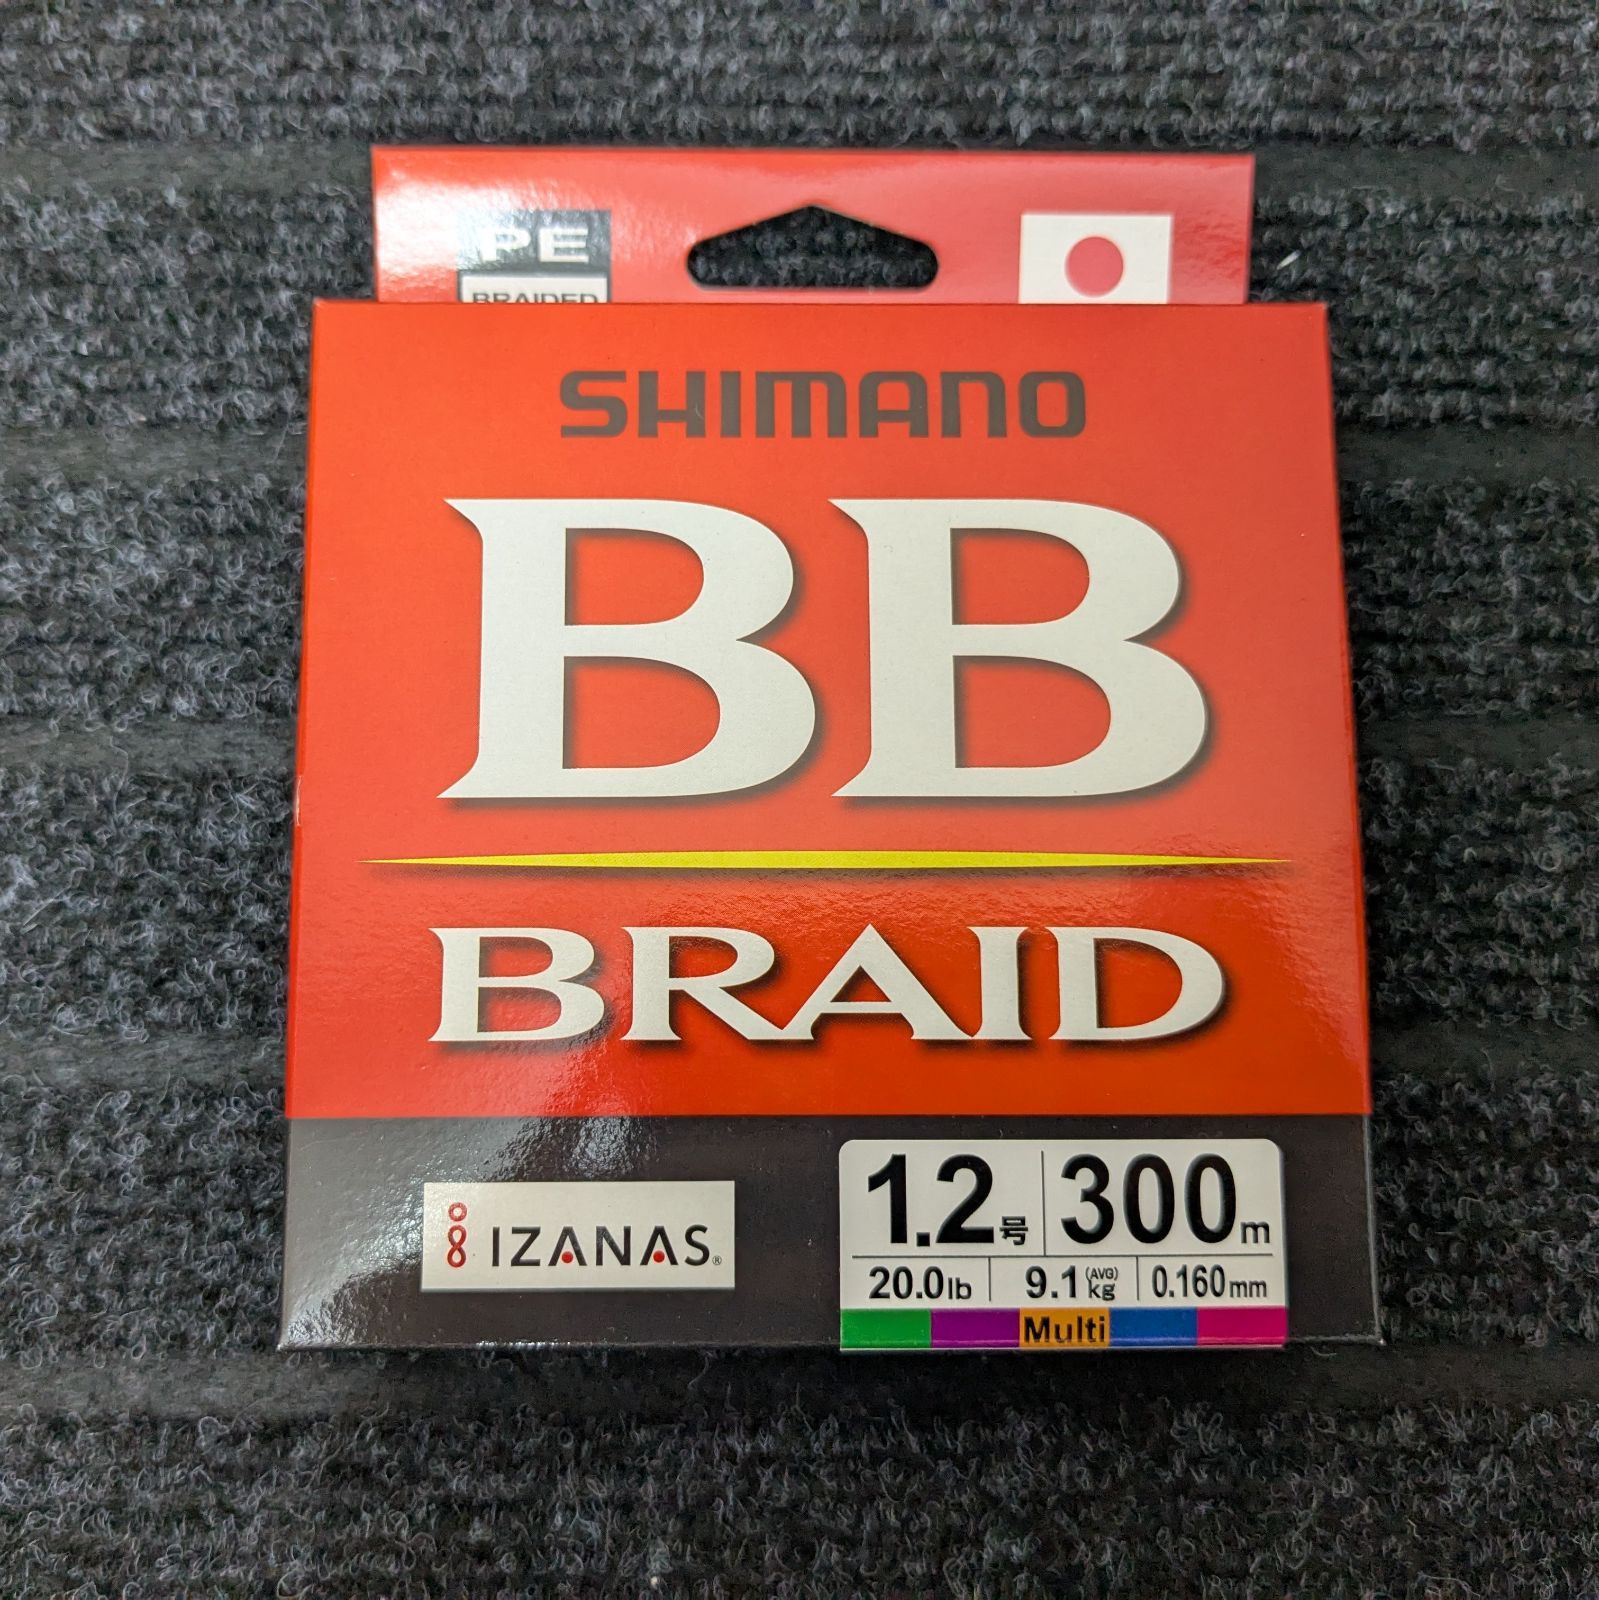 PE
BRAIDED
SHIMANO
BB
BRAID
IZANAS®
1.2号 300m
20.0lb 9.1(AVG)kg 0.160mm
Multi